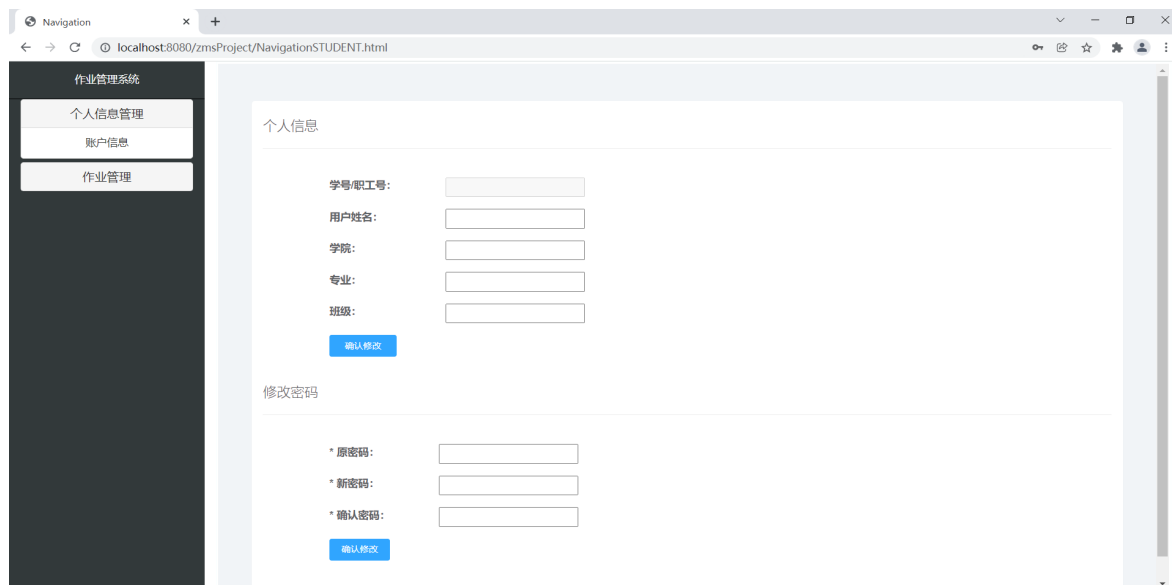 Navigation
localhost:8080/zmsProject/NavigationSTUDENT.html
作业管理系统
个人信息管理
账户信息
作业管理
个人信息
学号/职工号：
用户姓名：
学院：
专业：
班级：
确认修改
修改密码
* 原密码：
* 新密码：
* 确认密码：
确认修改